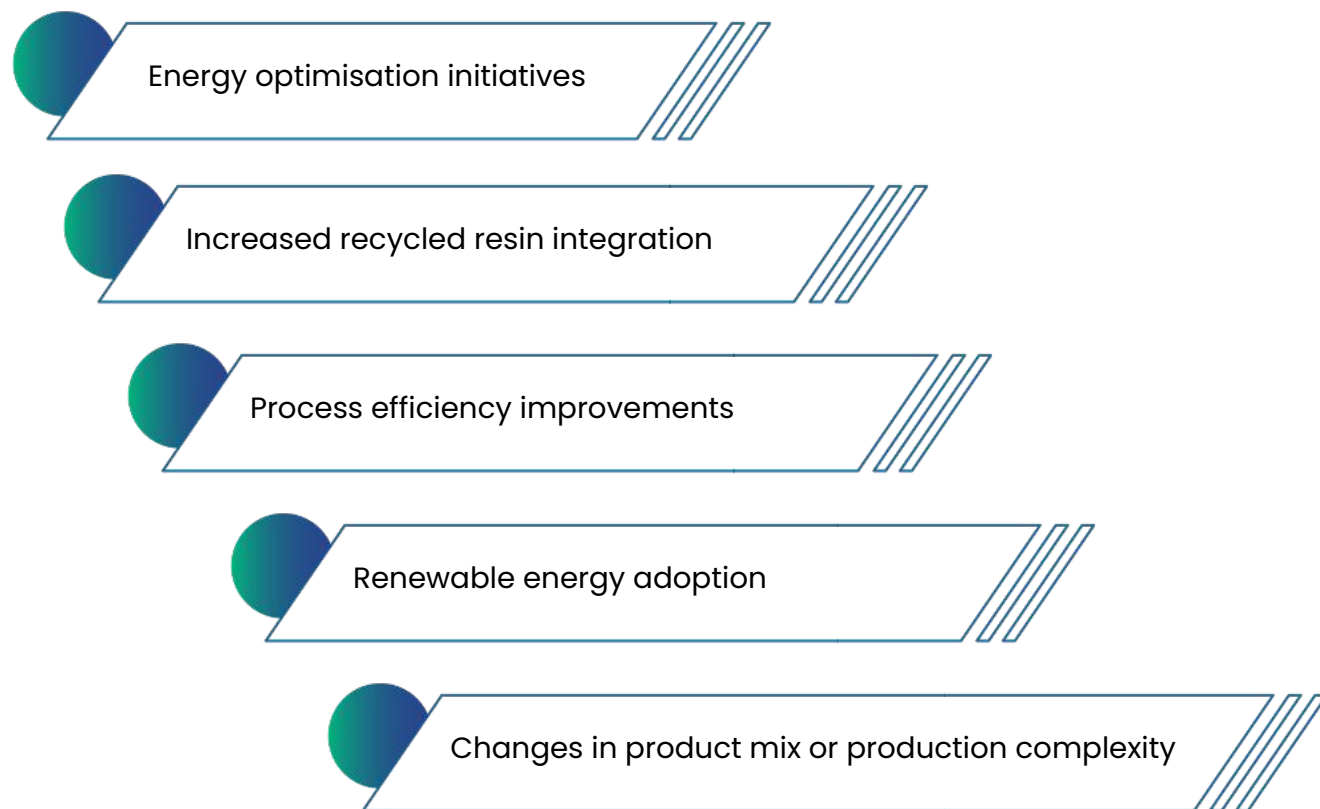 Energy optimisation initiatives
Increased recycled resin integration
Process efficiency improvements
Renewable energy adoption
Changes in product mix or production complexity